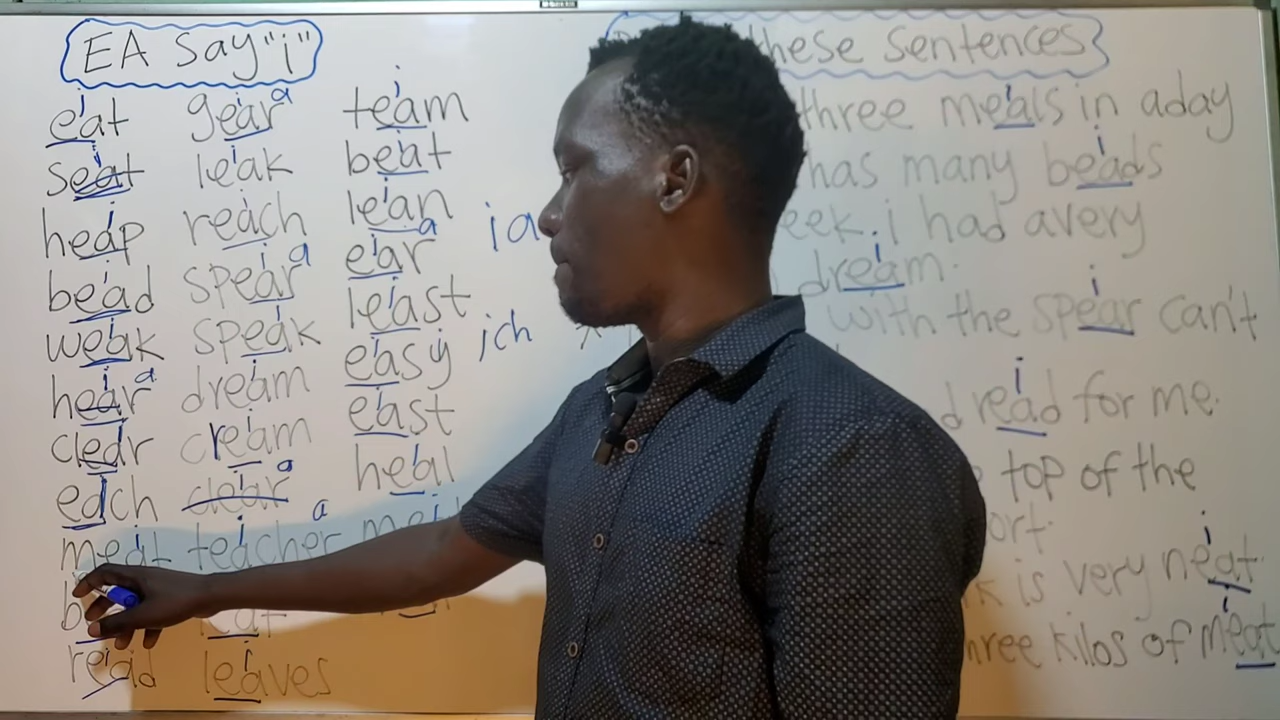 EA Say "i"
eat gear a team
seat leak beat
heap reach lean
bead spear a ear a ia
weak speak least
hear a dream easy ich
clear cream east
each clear a heal
meat teacher a
read leaves
these Sentences
three meals in aday
has many beads
eek. i had avery
dream.
with the spear can't
read for me.
top of the
ort.
is very neat.
hree kilos of meat